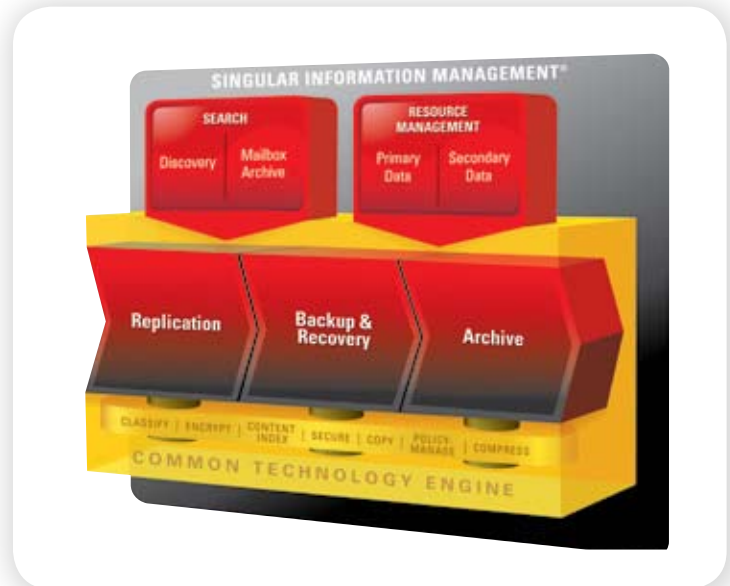 SINGULAR INFORMATION MANAGEMENT®
SEARCH
Discovery
Mailbox
Archive
RESOURCE
MANAGEMENT
Primary
Data
Secondary
Data
Replication
Backup &
Recovery
Archive
CLASSIFY | ENCRYPT | CONTENT INDEX | SECURE | COPY | POLICY-MANAGE | COMPRESS
COMMON TECHNOLOGY ENGINE